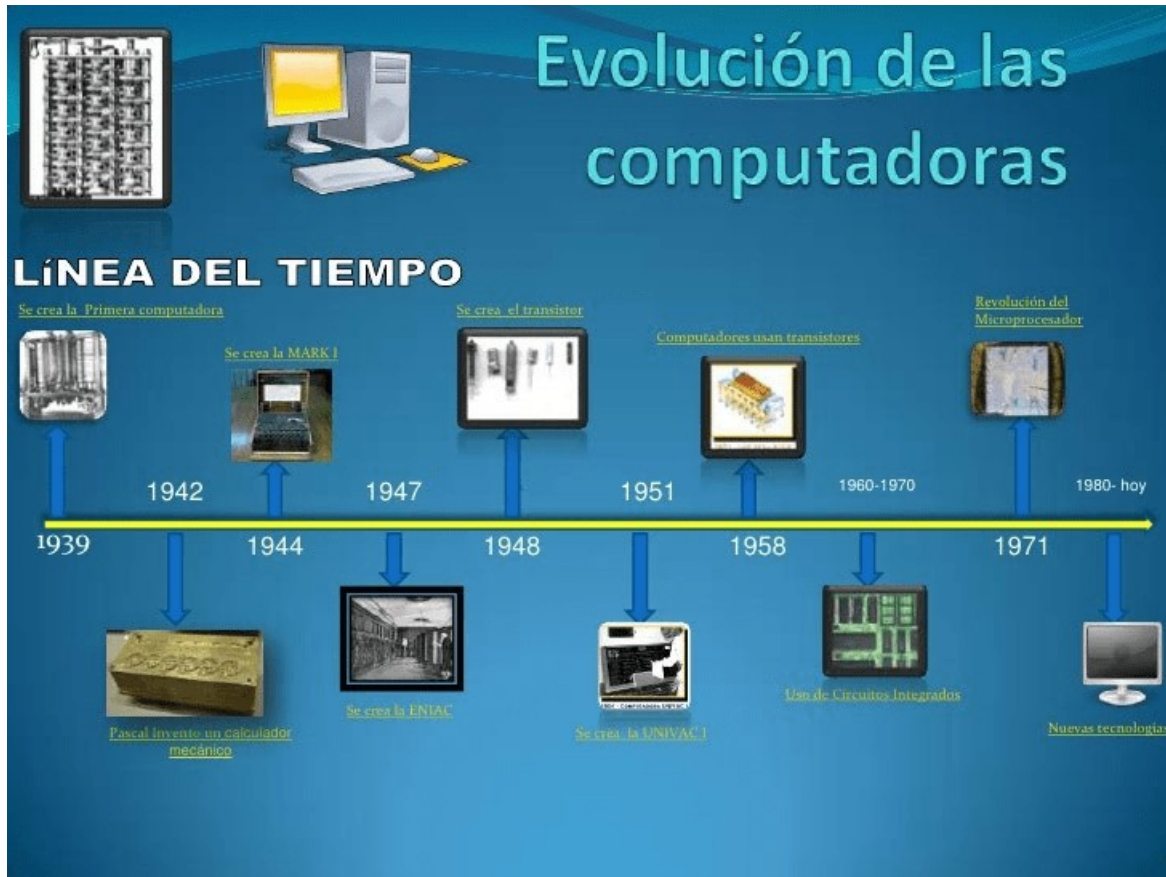 Evolución de las
computadoras
LíNEA DEL TIEMPO
Se crea la Primera computadora
Se crea la MARK I
Se crea el transistor
Computadores usan transistores
Revolución del
Microprocesador
1942
1947
1951
1960-1970
1980- hoy
1939
1944
1948
1958
1971
Pascal invento un calculador
mecánico
Se crea la ENIAC
Se crea la UNIVAC I
Uso de Circuitos Integrados
Nuevas tecnologías